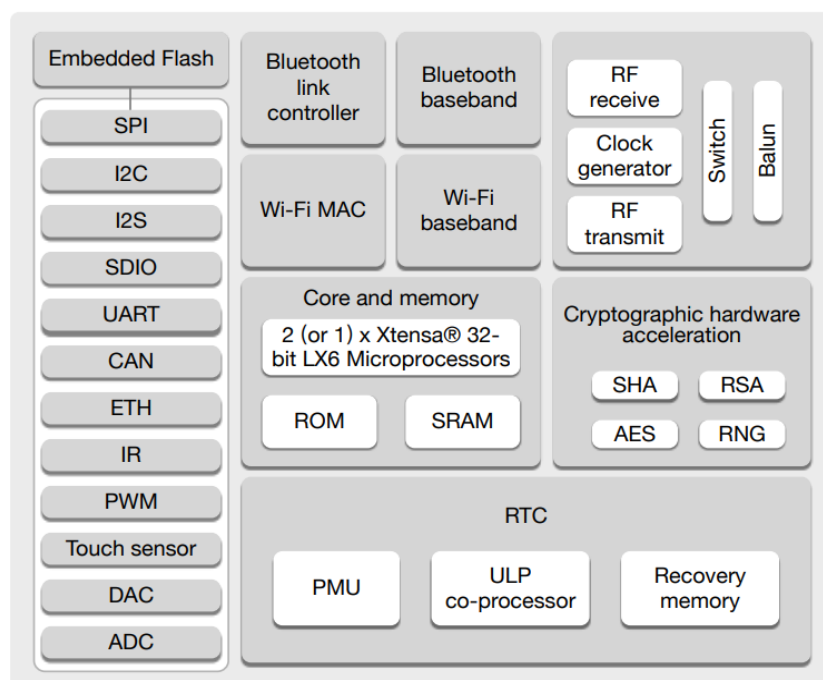 Embedded Flash
SPI
I2C
I2S
SDIO
UART
CAN
ETH
IR
PWM
Touch sensor
DAC
ADC
Bluetooth
link
controller
Bluetooth
baseband
Wi-Fi MAC
Wi-Fi
baseband
RF
receive
Clock
generator
RF
transmit
Switch
Balun
Core and memory
2 (or 1) x Xtensa® 32-
bit LX6 Microprocessors
ROM
SRAM
Cryptographic hardware
acceleration
SHA
RSA
AES
RNG
RTC
PMU
ULP
co-processor
Recovery
memory